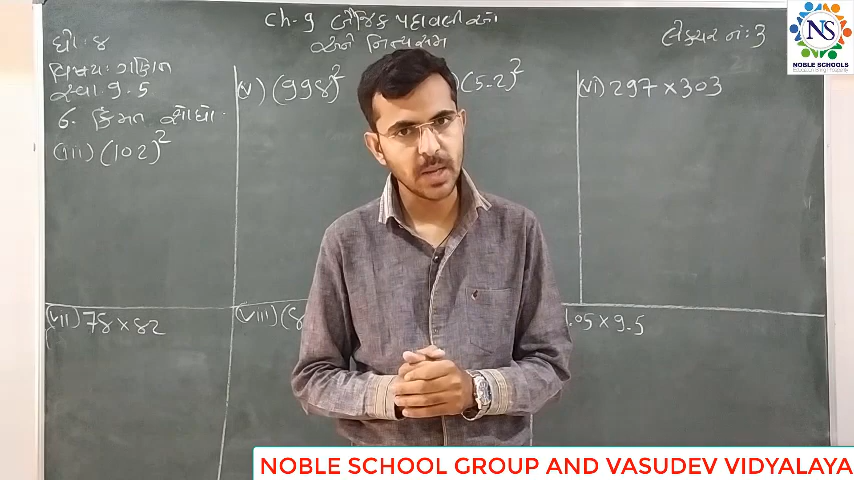 ch-9 બૈજિક પદાવલીઓ
અને નિત્યસમ
લેક્ચર નં: 3
NS
NOBLE SCHOOLS
ધો: 8
વિષય: ગણિત
સ્વા. 9.5
6. કિંમત શોધો.
(iii) (102)²
iv) (998)²
(5.2)²
(vi) 297 × 303
(vii) 78 × 82
(viii) (8
.05 × 9.5
NOBLE SCHOOL GROUP AND VASUDEV VIDYALAYA